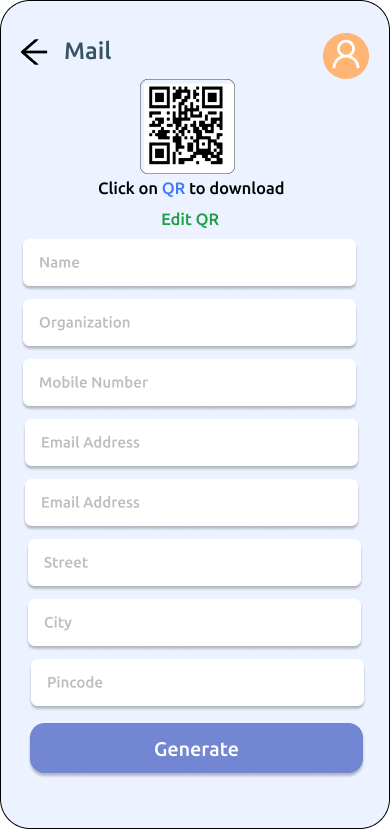 Mail
Click on QR to download
Edit QR
Name
Organization
Mobile Number
Email Address
Email Address
Street
City
Pincode
Generate